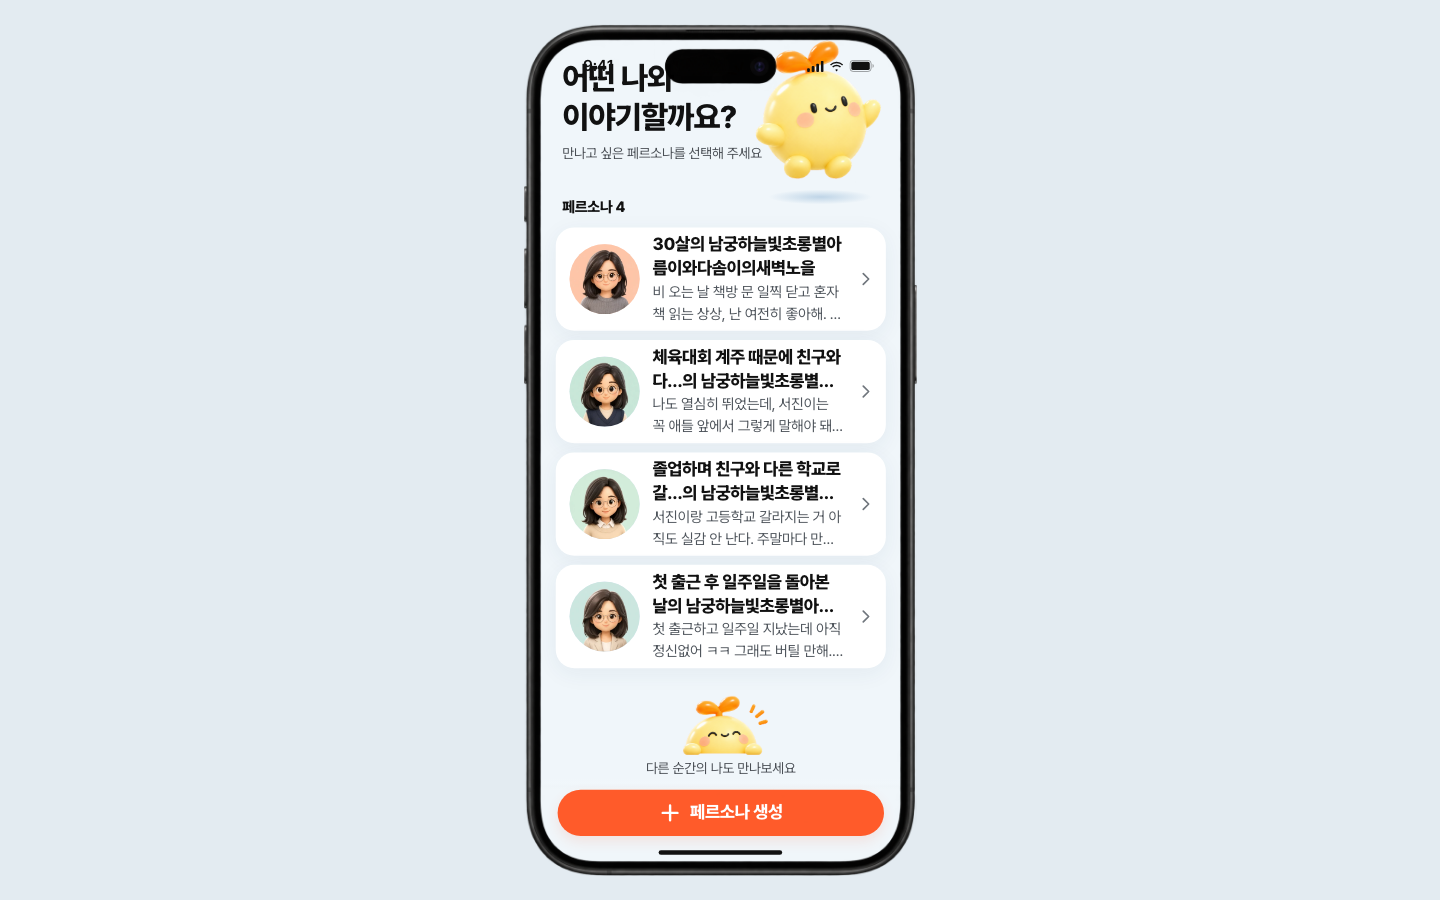 9:41
어떤 나와
이야기할까요?
만나고 싶은 페르소나를 선택해 주세요
페르소나 4
30살의 남궁하늘빛초롱별아
름이와다솜이의새벽노을
비 오는 날 책방 문 일찍 닫고 혼자
책 읽는 상상, 난 여전히 좋아해. ...
체육대회 계주 때문에 친구와
다...의 남궁하늘빛초롱별...
나도 열심히 뛰었는데, 서진이는
꼭 애들 앞에서 그렇게 말해야 돼...
졸업하며 친구와 다른 학교로
갈...의 남궁하늘빛초롱별...
서진이랑 고등학교 갈라지는 거 아
직도 실감 안 난다. 주말마다 만...
첫 출근 후 일주일을 돌아본
날의 남궁하늘빛초롱별아...
첫 출근하고 일주일 지났는데 아직
정신없어 ㅋㅋ 그래도 버틸 만해....
다른 순간의 나도 만나보세요
페르소나 생성